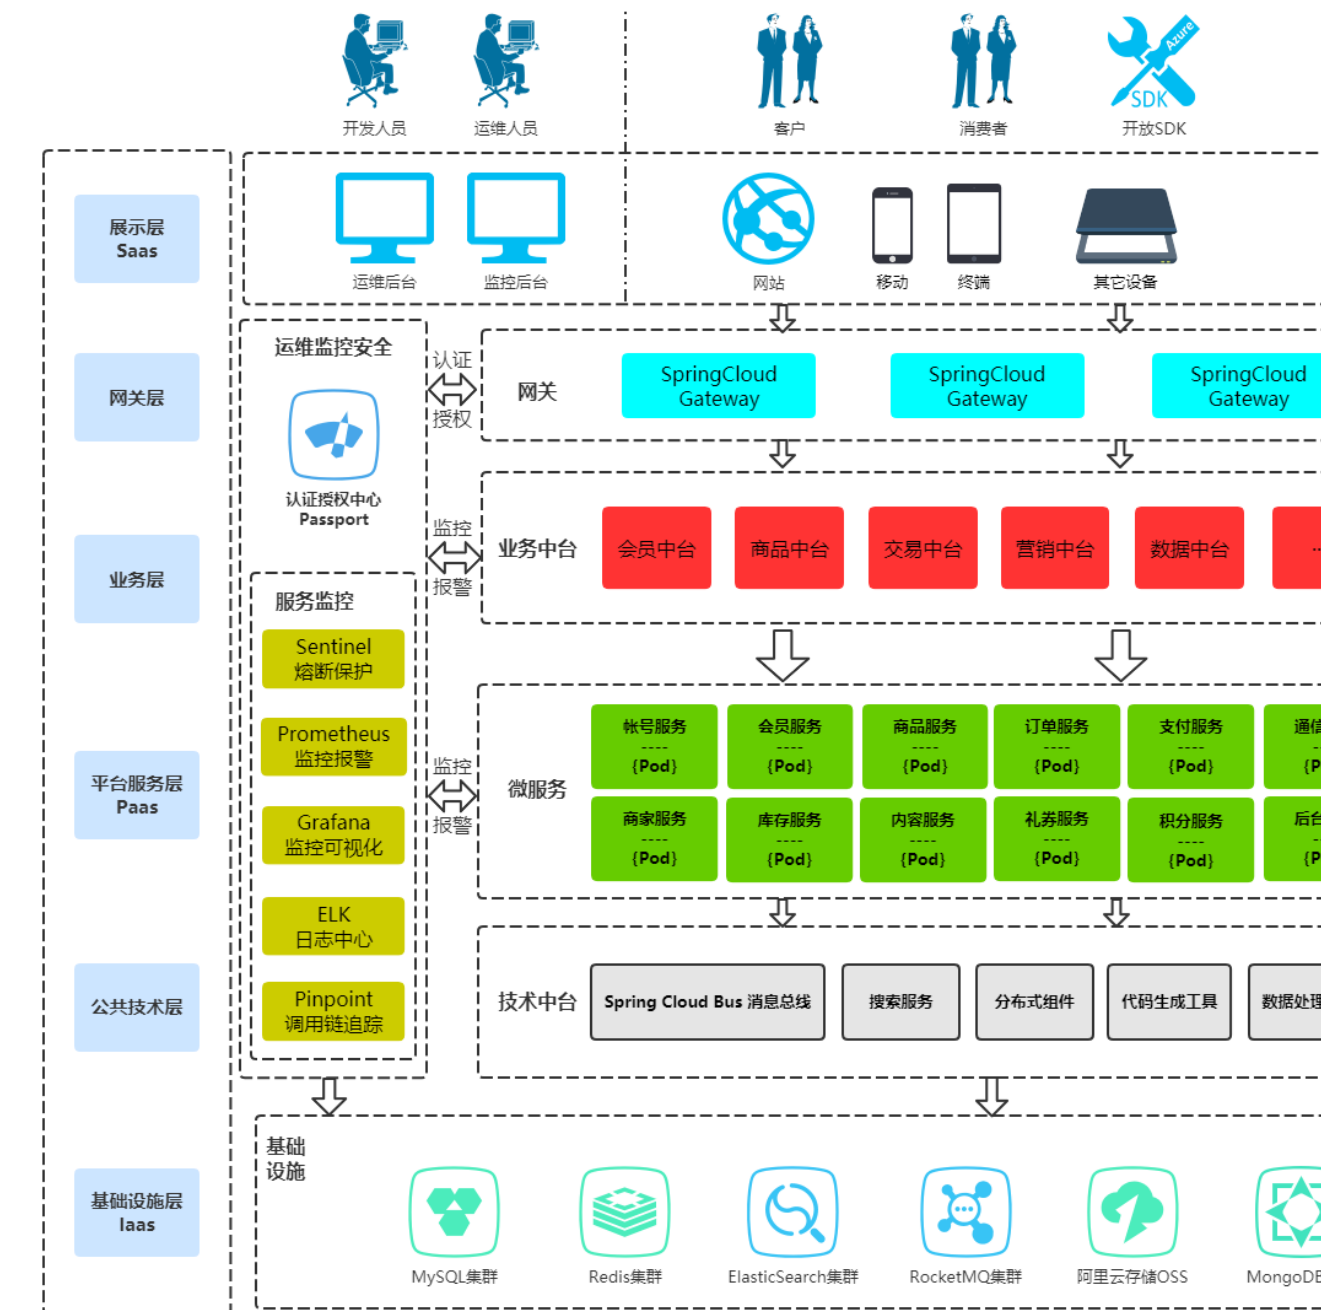 Azure
SDK
开发人员
运维人员
客户
消费者
开放SDK
展示层
Saas
运维后台
监控后台
网站
移动
终端
其它设备
网关层
运维监控安全
认证授权中心
Passport
认证
授权
网关
SpringCloud
Gateway
SpringCloud
Gateway
SpringCloud
Gateway
业务层
监控
报警
业务中台
会员中台
商品中台
交易中台
营销中台
数据中台
平台服务层
Paas
服务监控
Sentinel
熔断保护
Prometheus
监控报警
Grafana
监控可视化
ELK
日志中心
Pinpoint
调用链追踪
监控
报警
微服务
帐号服务
----
{Pod}
会员服务
----
{Pod}
商品服务
----
{Pod}
订单服务
----
{Pod}
支付服务
----
{Pod}
商家服务
----
{Pod}
库存服务
----
{Pod}
内容服务
----
{Pod}
礼券服务
----
{Pod}
积分服务
----
{Pod}
后台
公共技术层
技术中台
Spring Cloud Bus 消息总线
搜索服务
分布式组件
代码生成工具
数据处理
基础设施层
Iaas
基础
设施
MySQL集群
Redis集群
ElasticSearch集群
RocketMQ集群
阿里云存储OSS
MongoDB